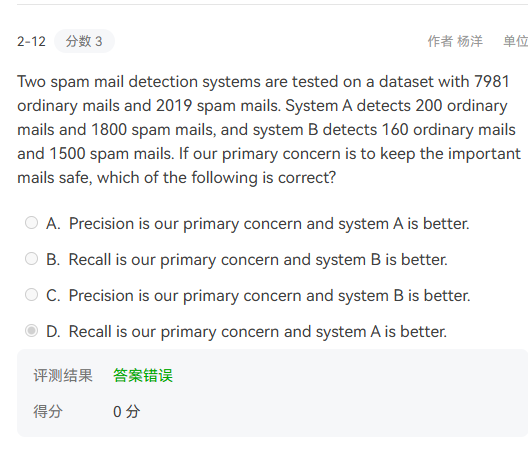 2-12 分数 3 作者 杨洋 单位
Two spam mail detection systems are tested on a dataset with 7981
ordinary mails and 2019 spam mails. System A detects 200 ordinary
mails and 1800 spam mails, and system B detects 160 ordinary mails
and 1500 spam mails. If our primary concern is to keep the important
mails safe, which of the following is correct?
A. Precision is our primary concern and system A is better.
B. Recall is our primary concern and system B is better.
C. Precision is our primary concern and system B is better.
D. Recall is our primary concern and system A is better.
评测结果 答案错误
得分 0 分